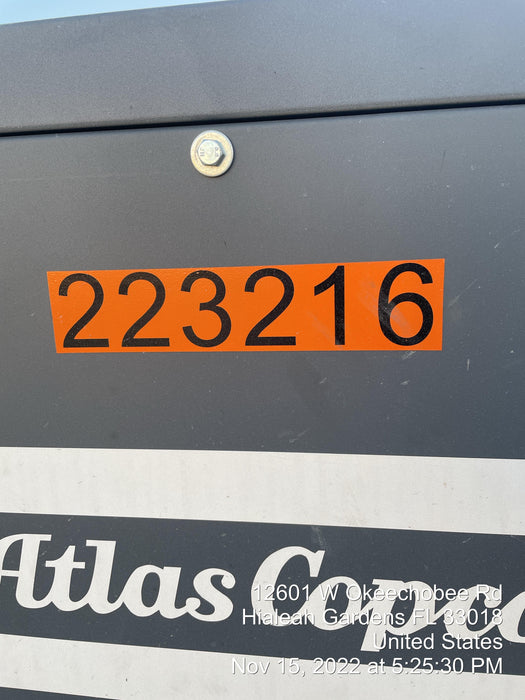 223216
Atlas Copco
12601 W Okeechobee Rd
Hialeah Gardens FL 33018
United States
Nov 15, 2022 at 5:25:30 PM